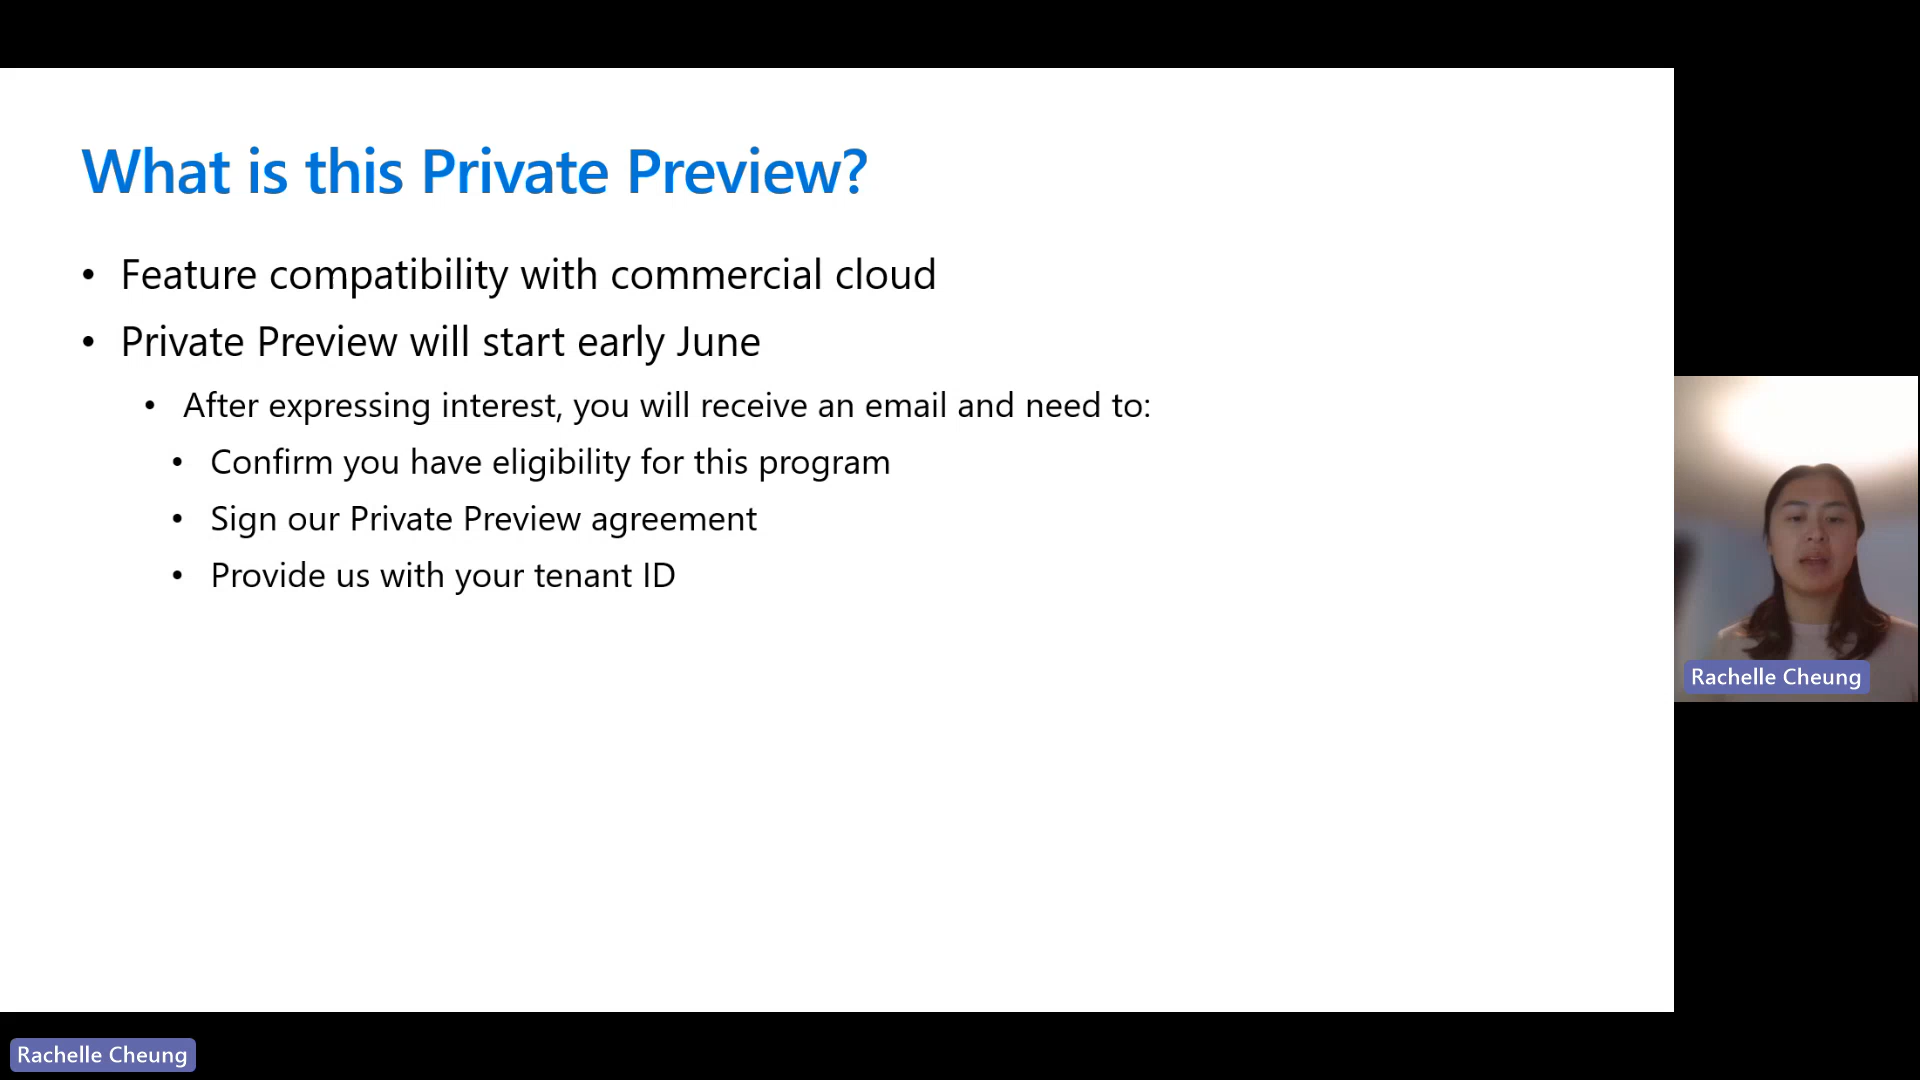 What is this Private Preview?
• Feature compatibility with commercial cloud
• Private Preview will start early June
• After expressing interest, you will receive an email and need to:
• Confirm you have eligibility for this program
• Sign our Private Preview agreement
• Provide us with your tenant ID
Rachelle Cheung
Rachelle Cheung